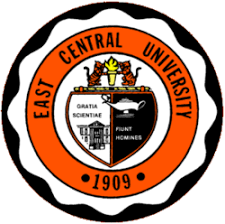 EAST CENTRAL UNIVERSITY
GRATIA
SCIENTIAE
FIUNT
HOMINES
• 1909 •